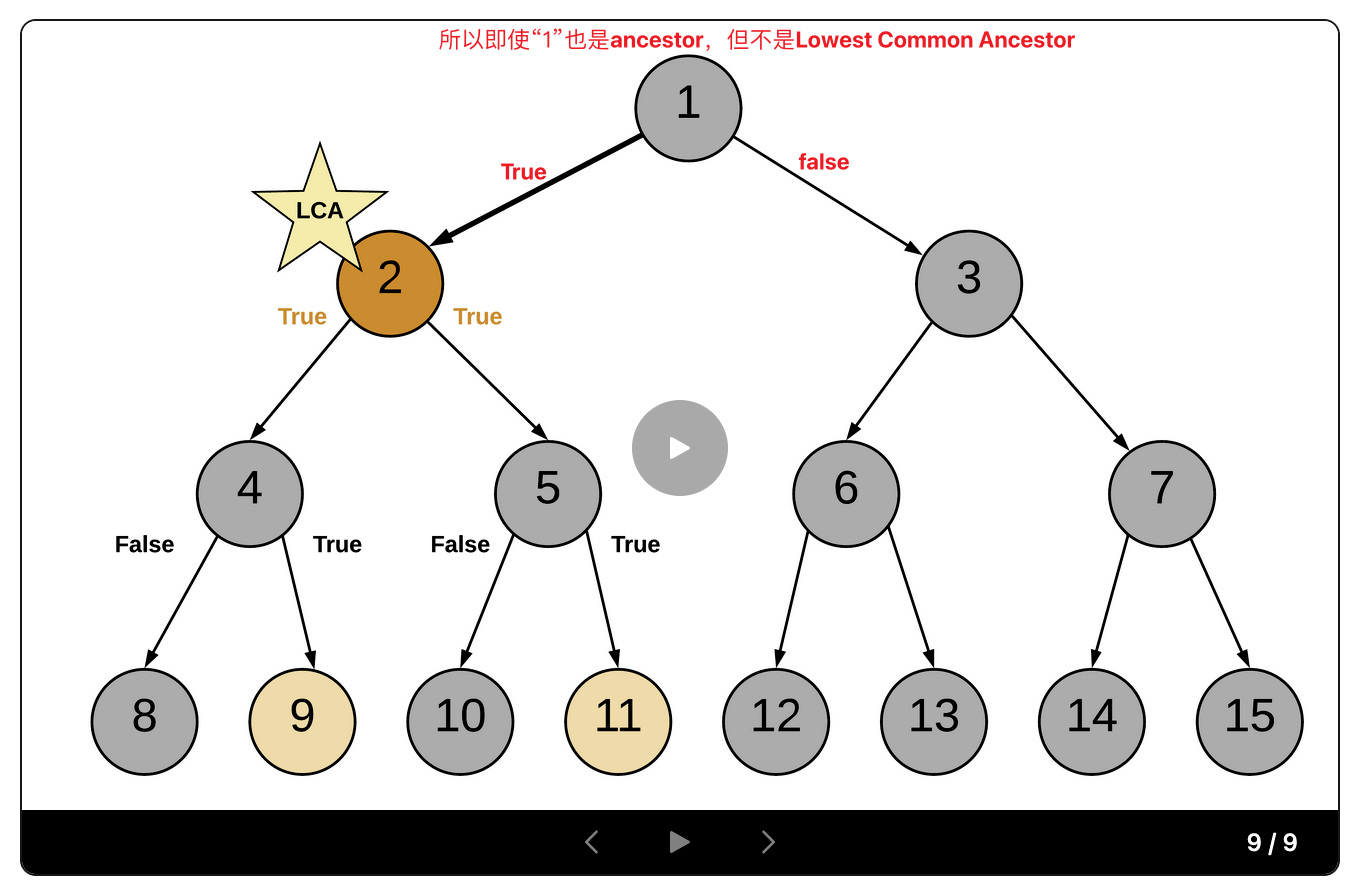 所以即使“1”也是ancestor，但不是Lowest Common Ancestor
1
True
false
LCA
2
3
True
True
4
5
6
7
False
True
False
True
8
9
10
11
12
13
14
15
9 / 9